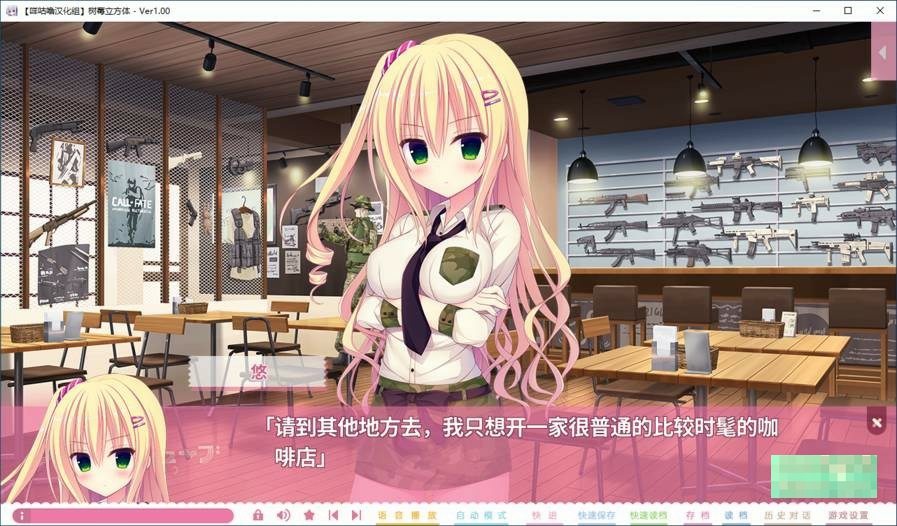 【咩咕噜汉化组】树莓立方体 - Ver1.00
CALL·FATE
悠
「请到其他地方去，我只想开一家很普通的比较时髦的咖
啡店」
语音播放 自动模式 快进 快速保存 快速读档 存档 读档 历史对话 游戏设置